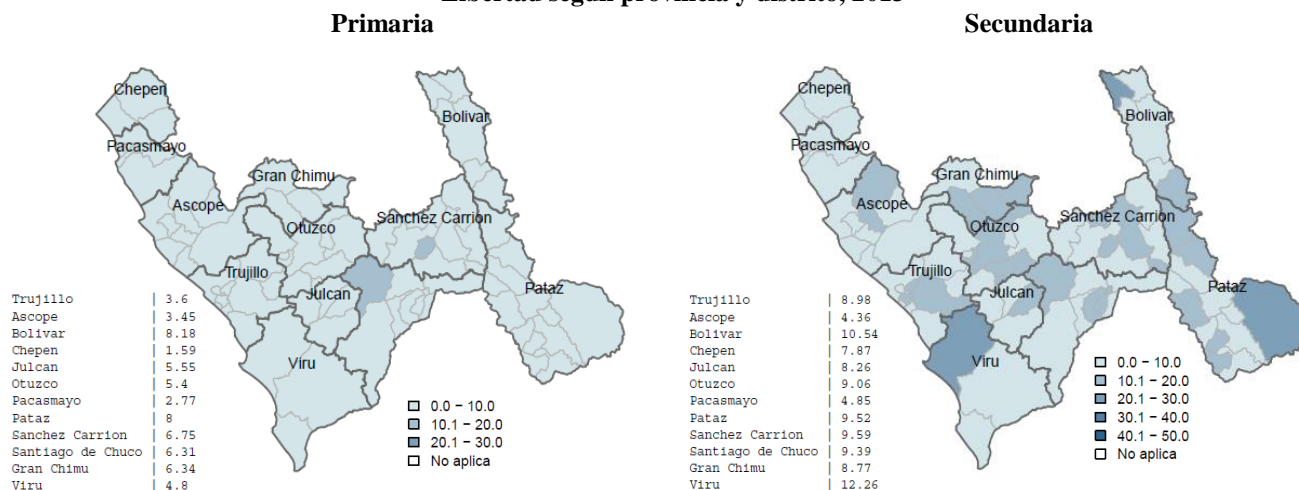 Libertad según provincia y distrito, 2023
Primaria
Chepen
Pacasmayo
Ascope
Gran Chimu
Bolivar
Otuzco
Sanchez Carrion
Trujillo
Julcan
Pataz
Viru
Trujillo | 3.6
Ascope | 3.45
Bolivar | 8.18
Chepen | 1.59
Julcan | 5.55
Otuzco | 5.4
Pacasmayo | 2.77
Pataz | 8
Sanchez Carrion | 6.75
Santiago de Chuco | 6.31
Gran Chimu | 6.34
Viru | 4.8
0.0 – 10.0
10.1 – 20.0
20.1 – 30.0
No aplica
Secundaria
Chepen
Pacasmayo
Ascope
Gran Chimu
Bolivar
Otuzco
Sanchez Carrion
Trujillo
Julcan
Pataz
Viru
Trujillo | 8.98
Ascope | 4.36
Bolivar | 10.54
Chepen | 7.87
Julcan | 8.26
Otuzco | 9.06
Pacasmayo | 4.85
Pataz | 9.52
Sanchez Carrion | 9.59
Santiago de Chuco | 9.39
Gran Chimu | 8.77
Viru | 12.26
0.0 – 10.0
10.1 – 20.0
20.1 – 30.0
30.1 – 40.0
40.1 – 50.0
No aplica